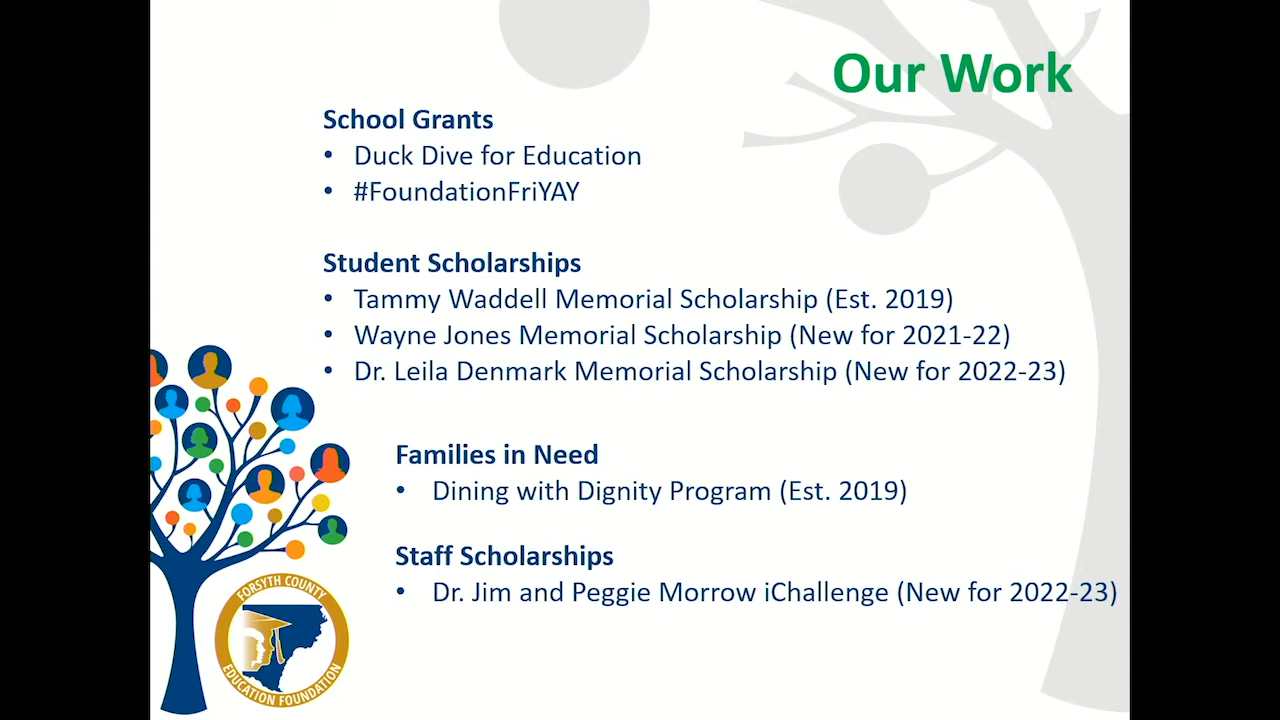 Our Work
School Grants
• Duck Dive for Education
• #FoundationFriYAY
Student Scholarships
• Tammy Waddell Memorial Scholarship (Est. 2019)
• Wayne Jones Memorial Scholarship (New for 2021-22)
• Dr. Leila Denmark Memorial Scholarship (New for 2022-23)
Families in Need
• Dining with Dignity Program (Est. 2019)
Staff Scholarships
• Dr. Jim and Peggie Morrow iChallenge (New for 2022-23)
FORSYTH COUNTY
EDUCATION FOUNDATION